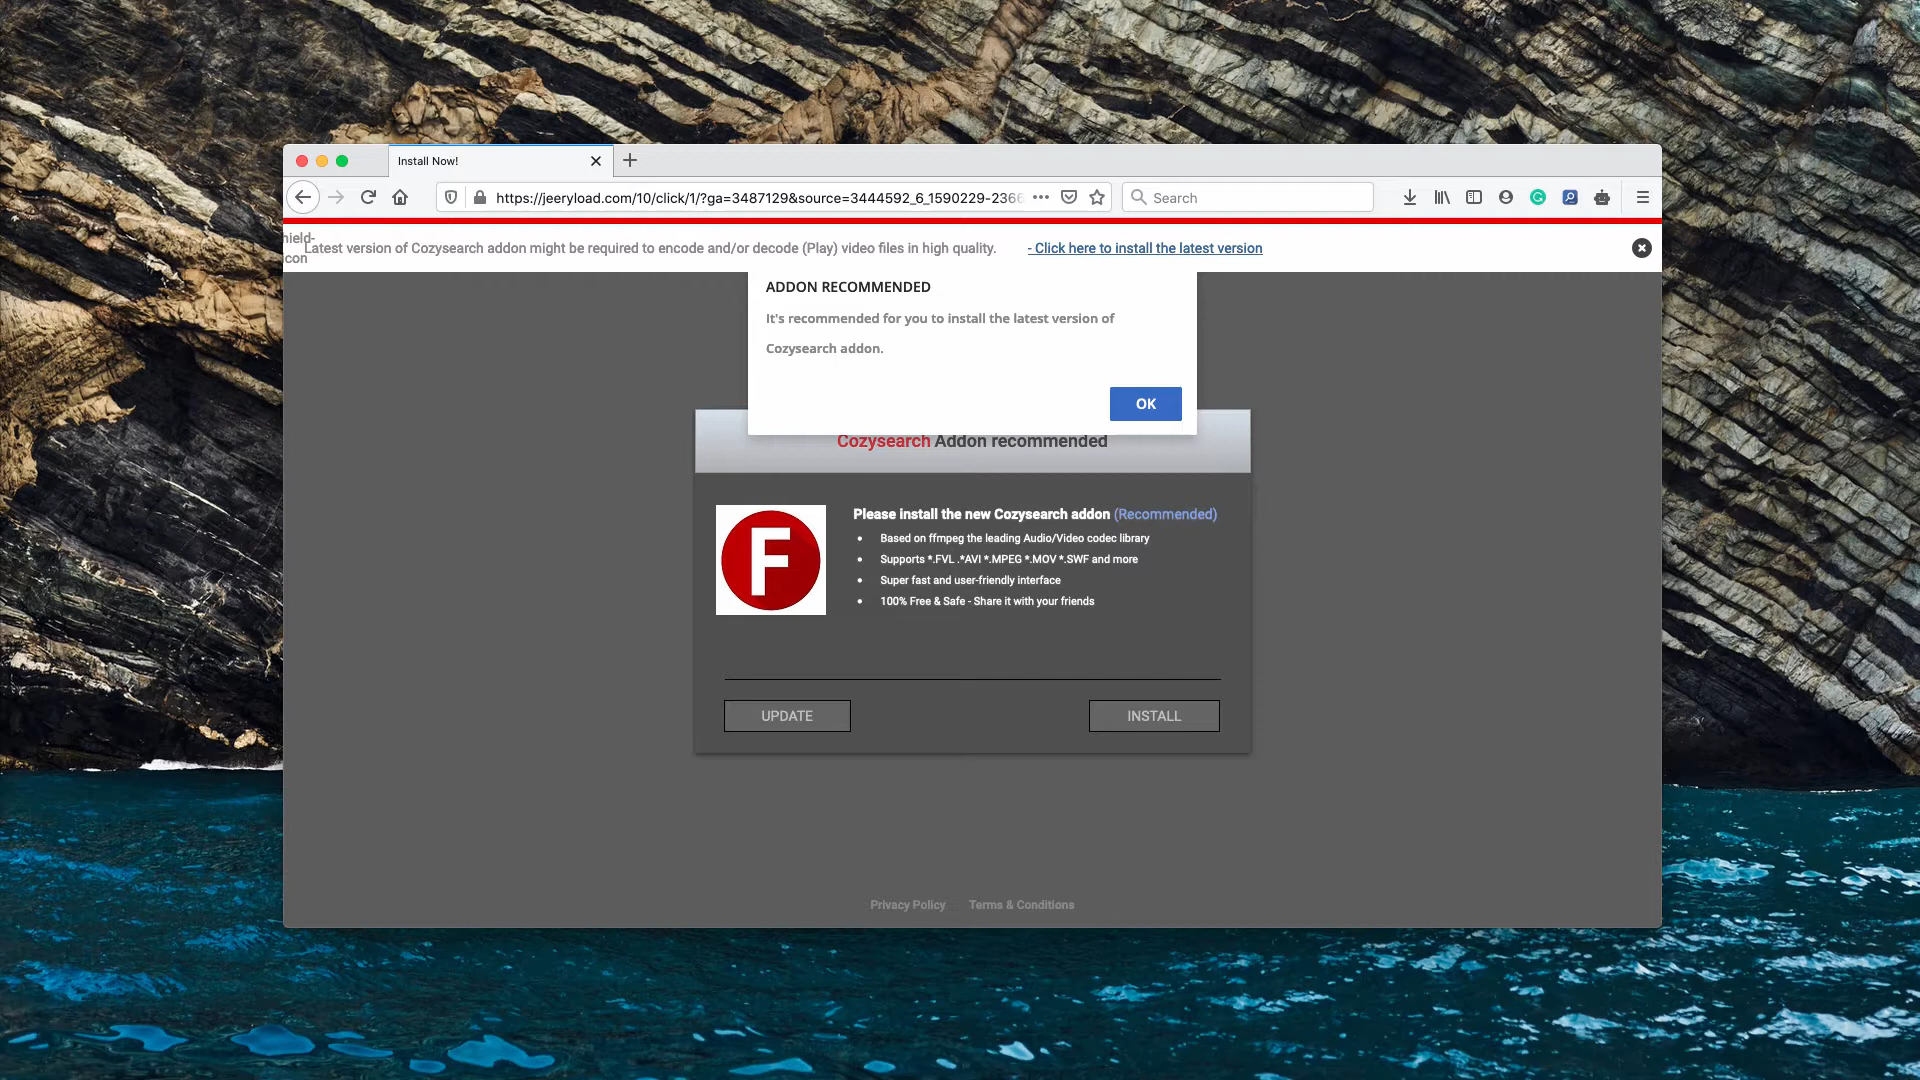 Install Now!
https://jeeryload.com/10/click/1/?ga=3487129&source=3444592_6_1590229-2366
Search
hield-
icon
Latest version of Cozysearch addon might be required to encode and/or decode (Play) video files in high quality. - Click here to install the latest version
ADDON RECOMMENDED
It's recommended for you to install the latest version of
Cozysearch addon.
OK
Cozysearch Addon recommended
F
Please install the new Cozysearch addon (Recommended)
• Based on ffmpeg the leading Audio/Video codec library
• Supports *.FVL .*AVI *.MPEG *.MOV *.SWF and more
• Super fast and user-friendly interface
• 100% Free & Safe - Share it with your friends
UPDATE
INSTALL
Privacy Policy
Terms & Conditions